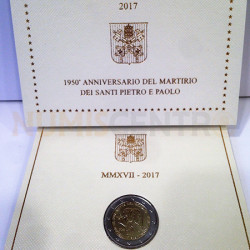 2017
1950° ANNIVERSARIO DEL MARTIRIO
DEI SANTI PIETRO E PAOLO
NUMISCENTRO
MMXVII - 2017